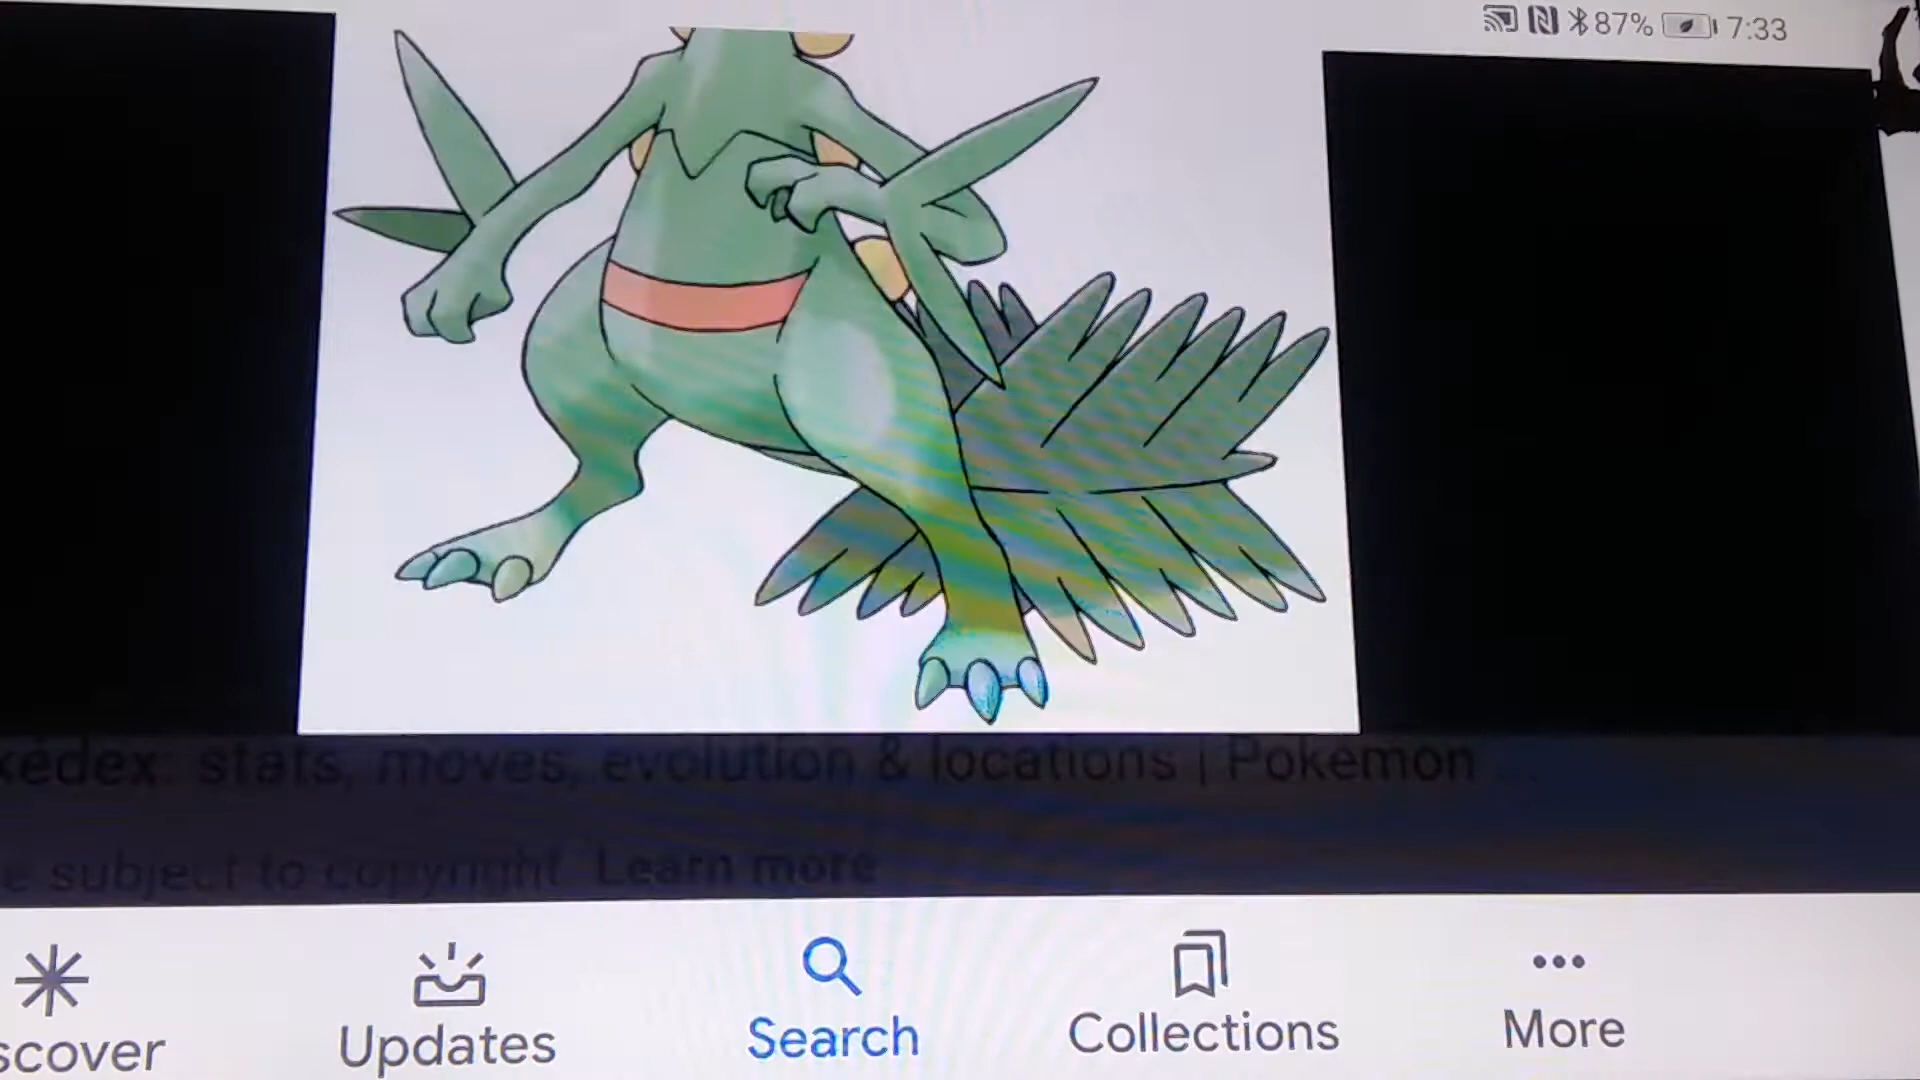 87% 7:33
kédex: stats, moves, evolution & locations | Pokémon ...
e subject to copyright. Learn more
scover
Updates
Search
Collections
More